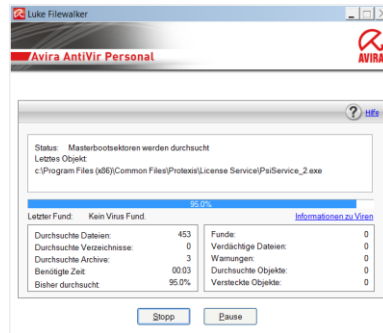 Luke Filewalker
Avira AntiVir Personal
AVIRA
? Hilfe
Status: Masterbootsektoren werden durchsucht
Letztes Objekt:
c:\Program Files (x86)\Common Files\Protexis\License Service\PsiService_2.exe
95.0%
Letzter Fund: Kein Virus Fund. Informationen zu Viren
Durchsuchte Dateien: 453
Durchsuchte Verzeichnisse: 0
Durchsuchte Archive: 3
Benötigte Zeit: 00:03
Bisher durchsucht: 95.0%
Funde: 0
Verdächtige Dateien: 0
Warnungen: 0
Durchsuchte Objekte: 0
Versteckte Objekte: 0
Stopp Pause